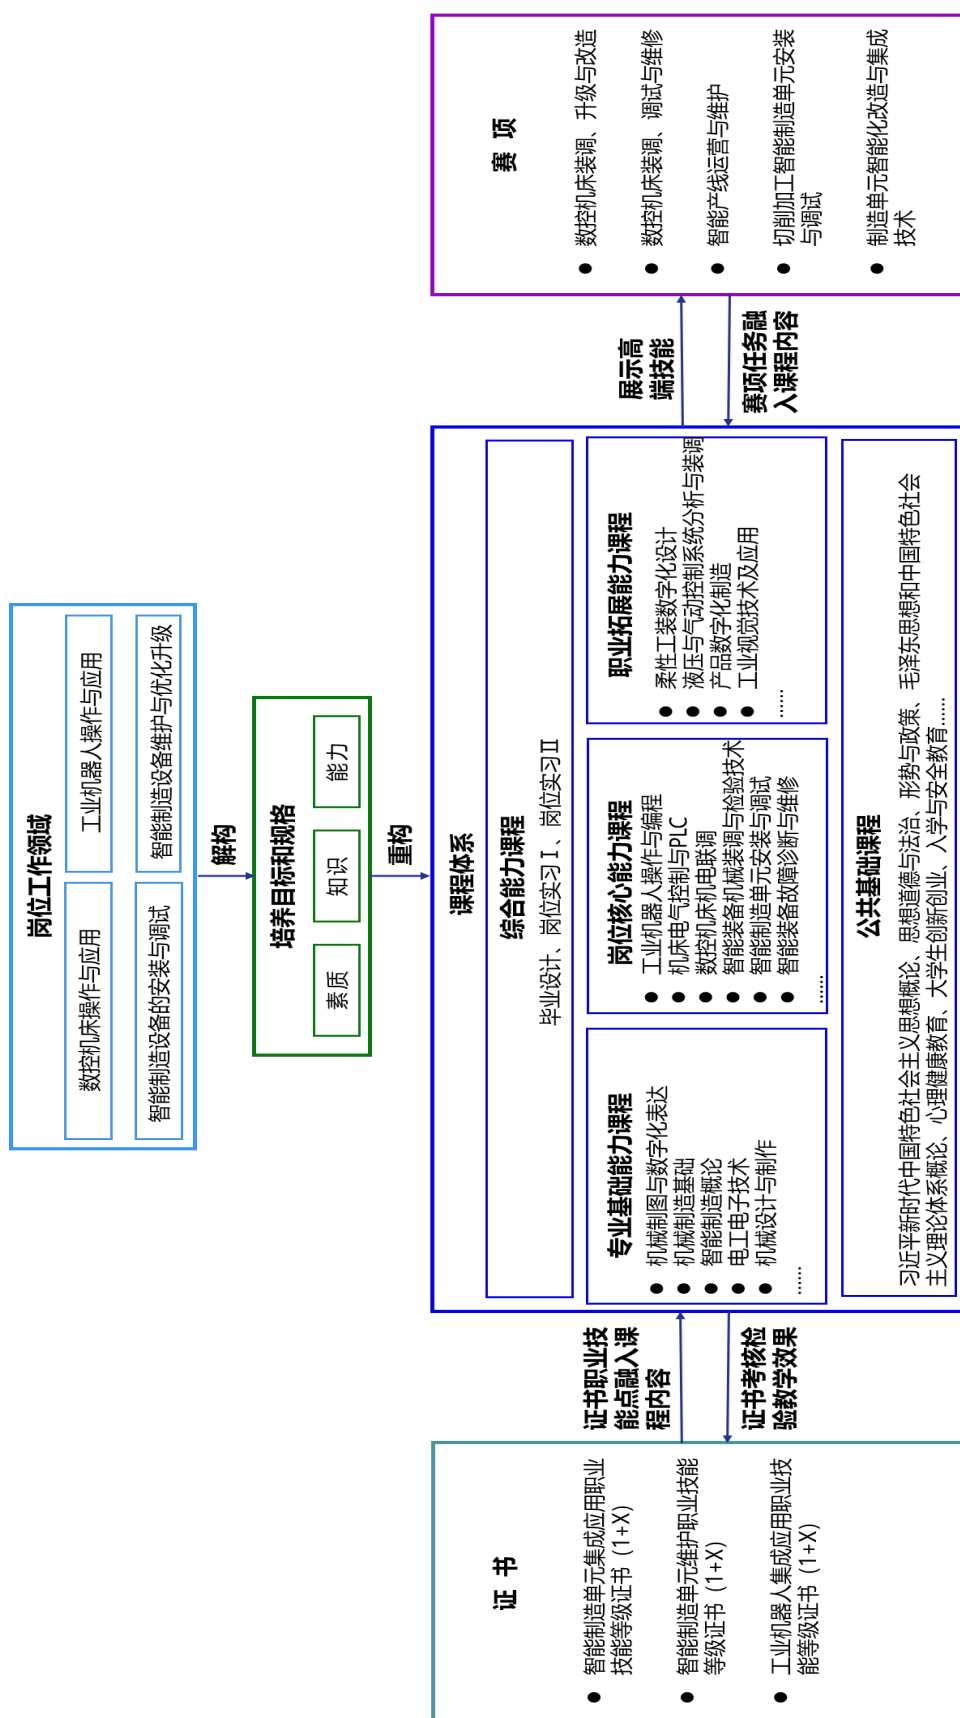 岗位工作领域
数控机床操作与应用
工业机器人操作与应用
智能制造设备的安装与调试
智能制造设备维护与优化升级
解构
培养目标和规格
素质
知识
能力
重构
证 书
智能制造单元集成应用职业
技能等级证书（1+X）
智能制造单元维护职业技能
等级证书（1+X）
工业机器人集成应用职业技
能等级证书（1+X）
证书职业技
能点融入课
程内容
证书考核检
验教学效果
课程体系
综合能力课程
毕业设计、岗位实习Ⅰ、岗位实习Ⅱ
专业基础能力课程
机械制图与数字化表达
机械制造基础
智能制造概论
电工电子技术
机械设计与制作
......
岗位核心能力课程
工业机器人操作与编程
机床电气控制与PLC
数控机床机电联调
智能装备机械装调与检验技术
智能制造单元安装与调试
智能装备故障诊断与维修
......
职业拓展能力课程
柔性工装数字化设计
液压与气动控制系统分析与装调
产品数字化制造
工业视觉技术及应用
......
公共基础课程
习近平新时代中国特色社会主义思想概论、思想道德与法治、形势与政策、毛泽东思想和中国特色社会
主义理论体系概论、心理健康教育、大学生创新创业、入学与安全教育......
展示高
端技能
赛项任务融
入课程内容
赛 项
数控机床装调、升级与改造
数控机床装调、调试与维修
智能产线运营与维护
切削加工智能制造单元安装
与调试
制造单元智能化改造与集成
技术